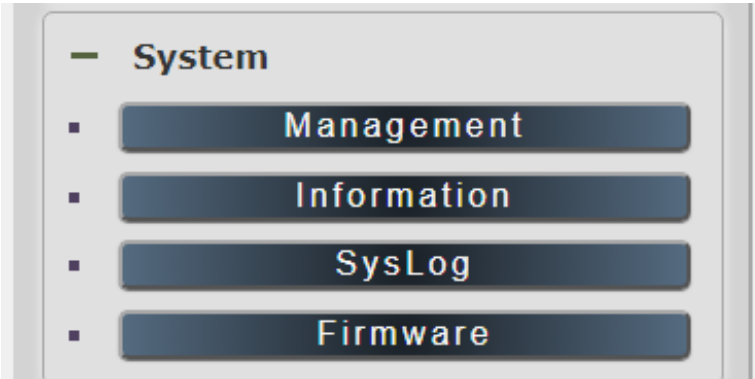 System
Management
Information
SysLog
Firmware